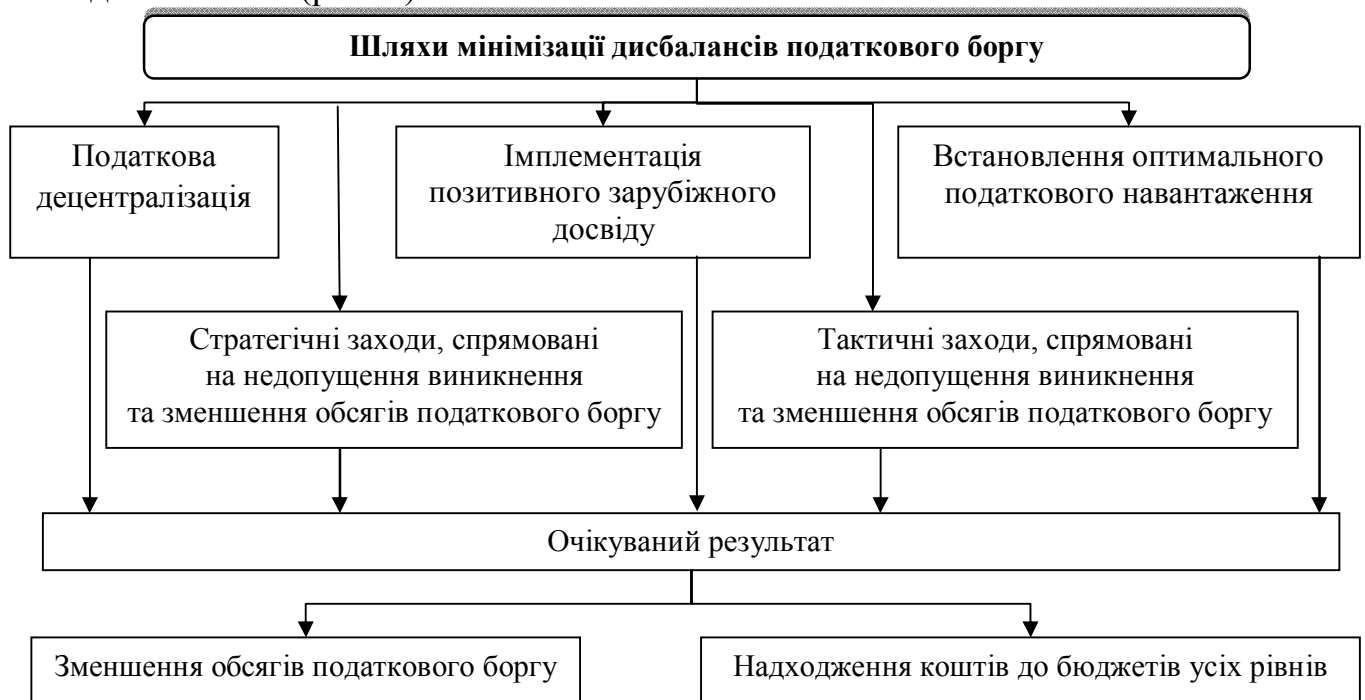 Шляхи мінімізації дисбалансів податкового боргу
Податкова
децентралізація
Імплементація
позитивного зарубіжного
досвіду
Встановлення оптимального
податкового навантаження
Стратегічні заходи, спрямовані
на недопущення виникнення
та зменшення обсягів податкового боргу
Тактичні заходи, спрямовані
на недопущення виникнення
та зменшення обсягів податкового боргу
Очікуваний результат
Зменшення обсягів податкового боргу
Надходження коштів до бюджетів усіх рівнів